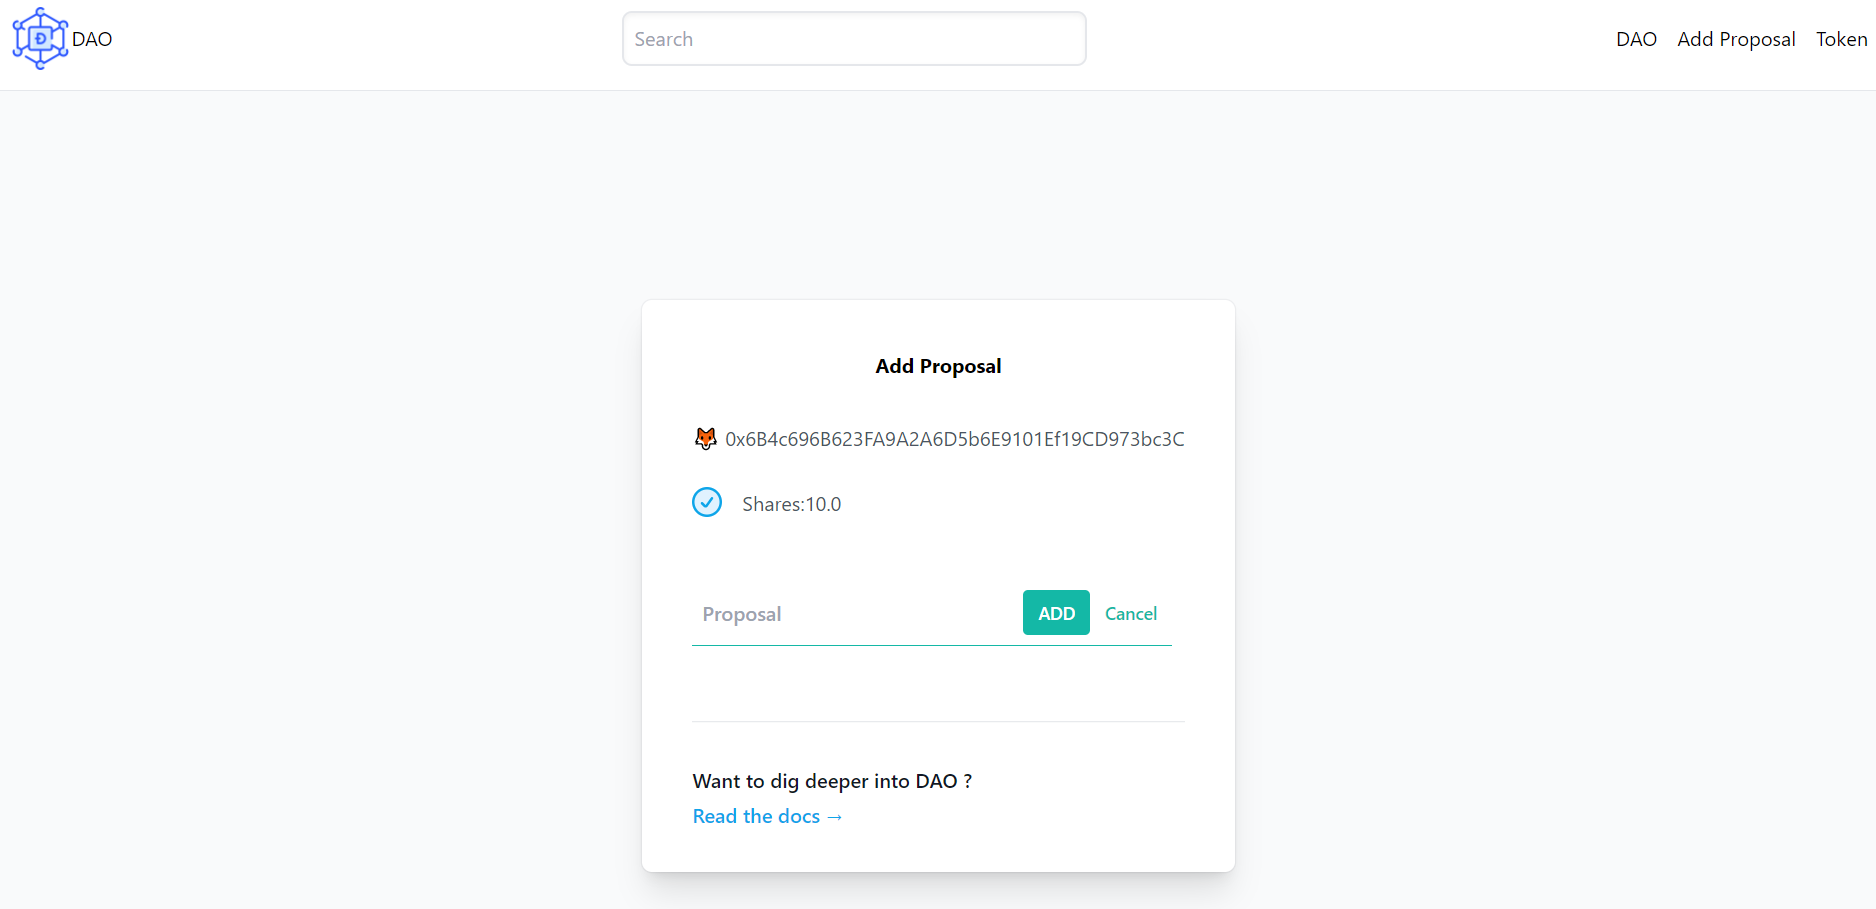 DAO
Search
DAO Add Proposal Token
Add Proposal
0x6B4c696B623FA9A2A6D5b6E9101Ef19CD973bc3C
Shares:10.0
Proposal ADD Cancel
Want to dig deeper into DAO ?
Read the docs →